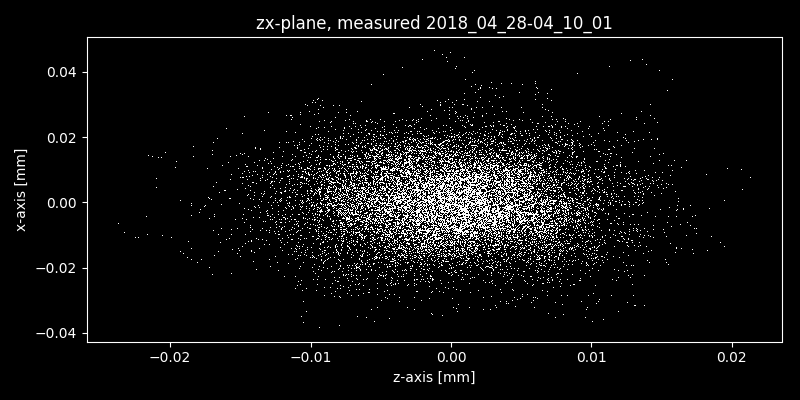 zx-plane, measured 2018_04_28-04_10_01
0.04
0.02
0.00
−0.02
−0.04
x-axis [mm]
−0.02 −0.01 0.00 0.01 0.02
z-axis [mm]